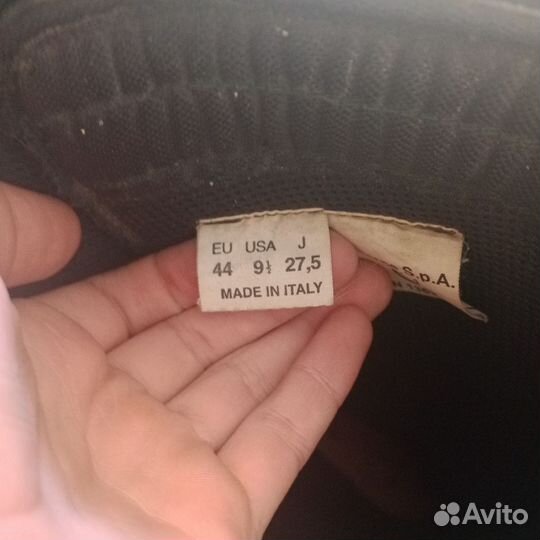 EU USA J
44 9½ 27,5
MADE IN ITALY
S.p.A.
Avito